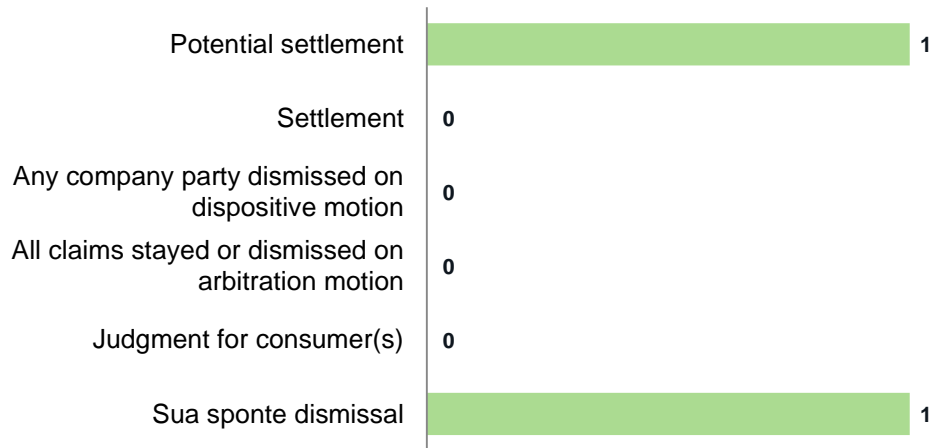 Potential settlement 1
Settlement 0
Any company party dismissed on
dispositive motion 0
All claims stayed or dismissed on
arbitration motion 0
Judgment for consumer(s) 0
Sua sponte dismissal 1